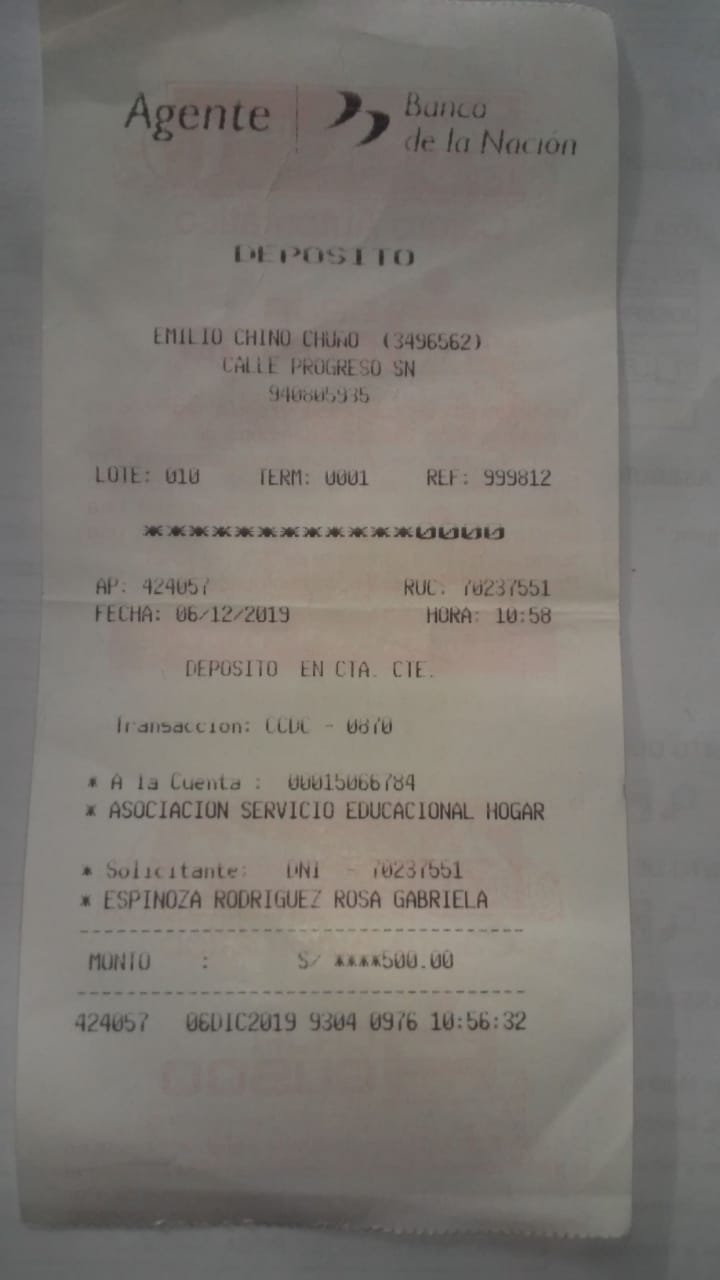 Agente | Banco de la Nación
DEPOSITO
EMILIO CHINO CHUÑO (3496562)
CALLE PROGRESO SN
940805935
LOTE: 010 TERM: 0001 REF: 999812
************0000
AP: 424057 RUC: 70237551
FECHA: 06/12/2019 HORA: 10:58
DEPOSITO EN CTA. CTE.
Transaccion: CCDC - 0870
* A la Cuenta : 00015066784
* ASOCIACION SERVICIO EDUCACIONAL HOGAR
* Solicitante: DNI - 70237551
* ESPINOZA RODRIGUEZ ROSA GABRIELA
MONTO : S/ ****500.00
424057 06DIC2019 9304 0976 10:56:32